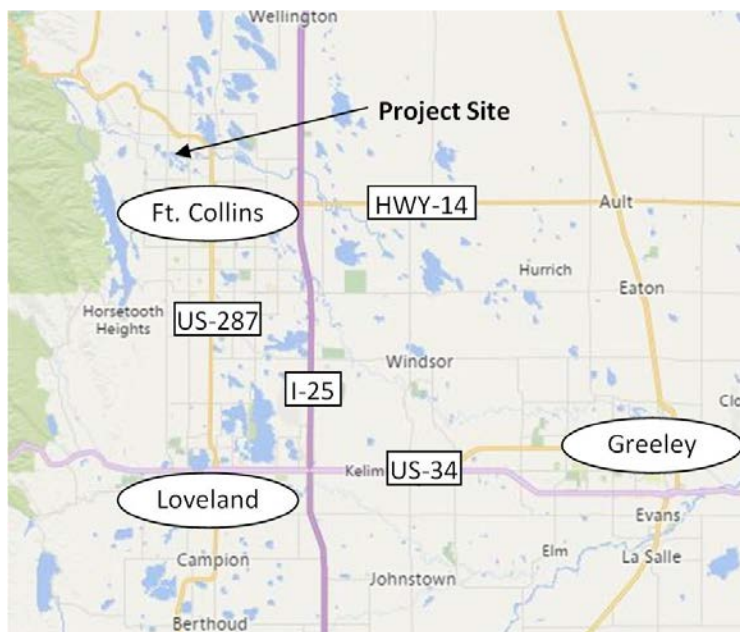 Wellington
Project Site
Ft. Collins
HWY-14
Ault
Hurrich
Eaton
Horsetooth
Heights
US-287
Windsor
I-25
Clo
Greeley
Kelim
US-34
Loveland
Evans
Campion
Elm
La Salle
Johnstown
Berthoud